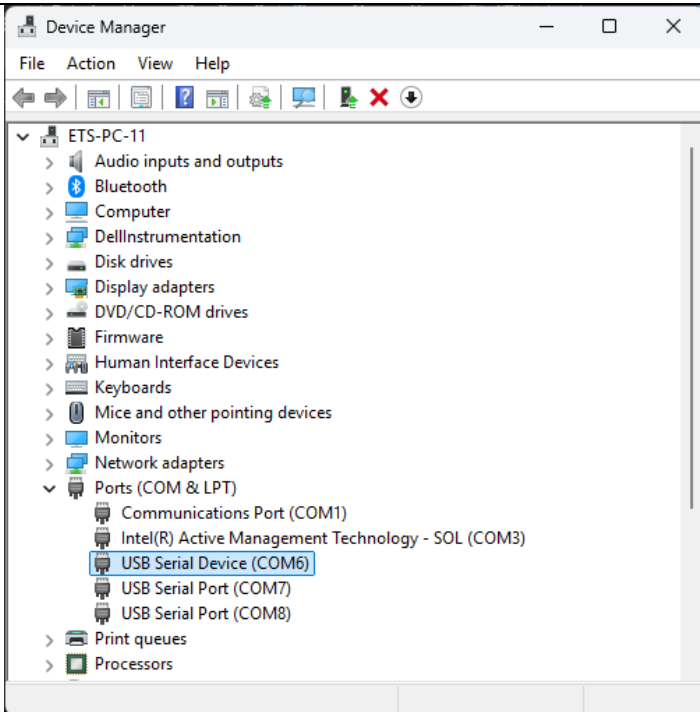 Device Manager
File Action View Help
ETS-PC-11
Audio inputs and outputs
Bluetooth
Computer
DellInstrumentation
Disk drives
Display adapters
DVD/CD-ROM drives
Firmware
Human Interface Devices
Keyboards
Mice and other pointing devices
Monitors
Network adapters
Ports (COM & LPT)
Communications Port (COM1)
Intel(R) Active Management Technology - SOL (COM3)
USB Serial Device (COM6)
USB Serial Port (COM7)
USB Serial Port (COM8)
Print queues
Processors